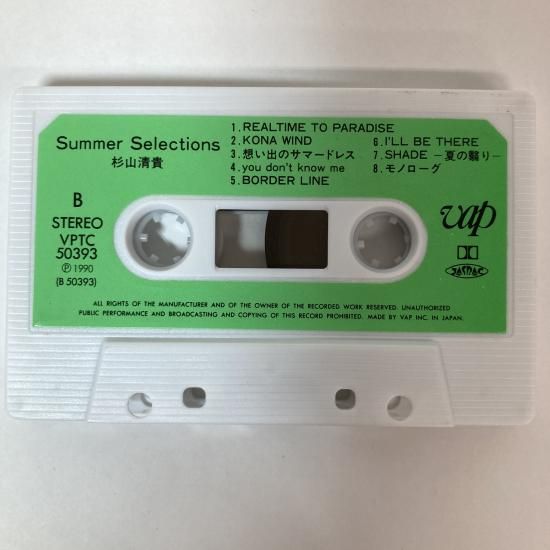 Summer Selections
杉山清貴
1. REALTIME TO PARADISE
2. KONA WIND
3. 想い出のサマードレス
4. you don't know me
5. BORDER LINE
6. I'LL BE THERE
7. SHADE －夏の翳り－
8. モノローグ
B
STEREO
VPTC
50393
Ⓟ 1990
(B 50393)
vap
JASRAC
ALL RIGHTS OF THE MANUFACTURER AND OF THE OWNER OF THE RECORDED WORK RESERVED. UNAUTHORIZED
PUBLIC PERFORMANCE AND BROADCASTING AND COPYING OF THIS RECORD PROHIBITED. MADE BY VAP INC. IN JAPAN.